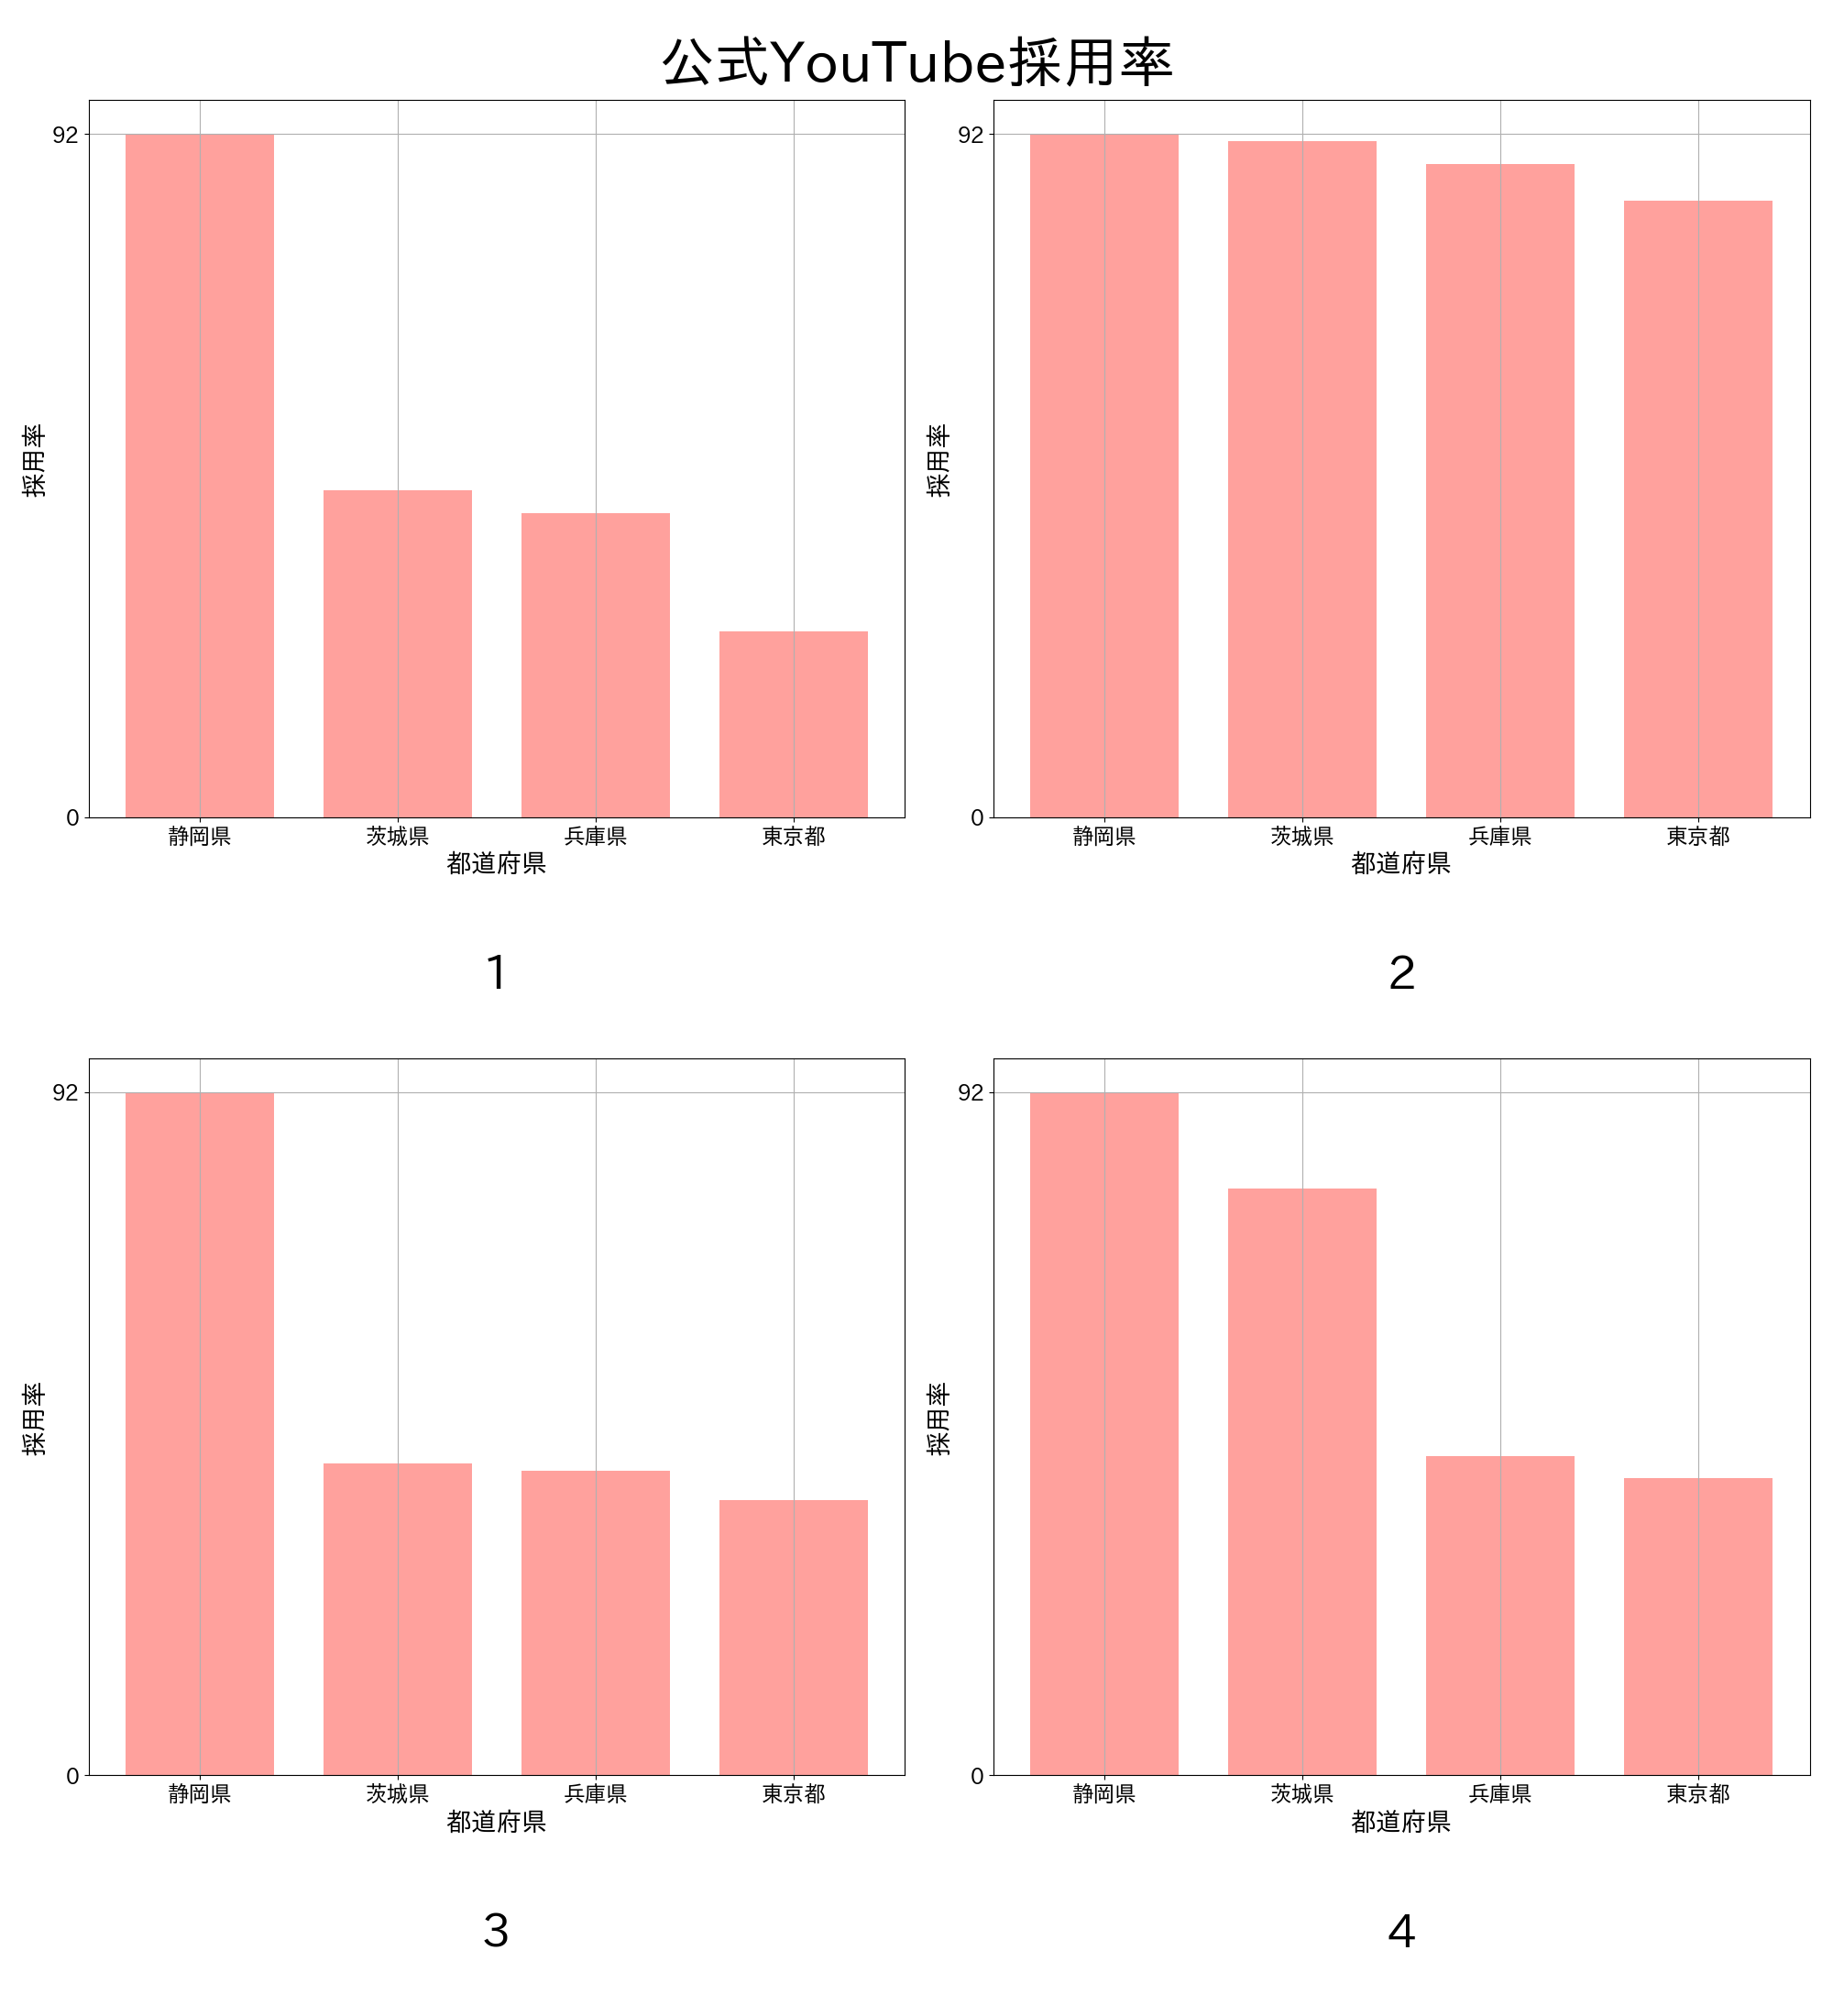 公式YouTube採用率
92
採用率
0
静岡県 茨城県 兵庫県 東京都
都道府県
1
92
採用率
0
静岡県 茨城県 兵庫県 東京都
都道府県
2
92
採用率
0
静岡県 茨城県 兵庫県 東京都
都道府県
3
92
採用率
0
静岡県 茨城県 兵庫県 東京都
都道府県
4